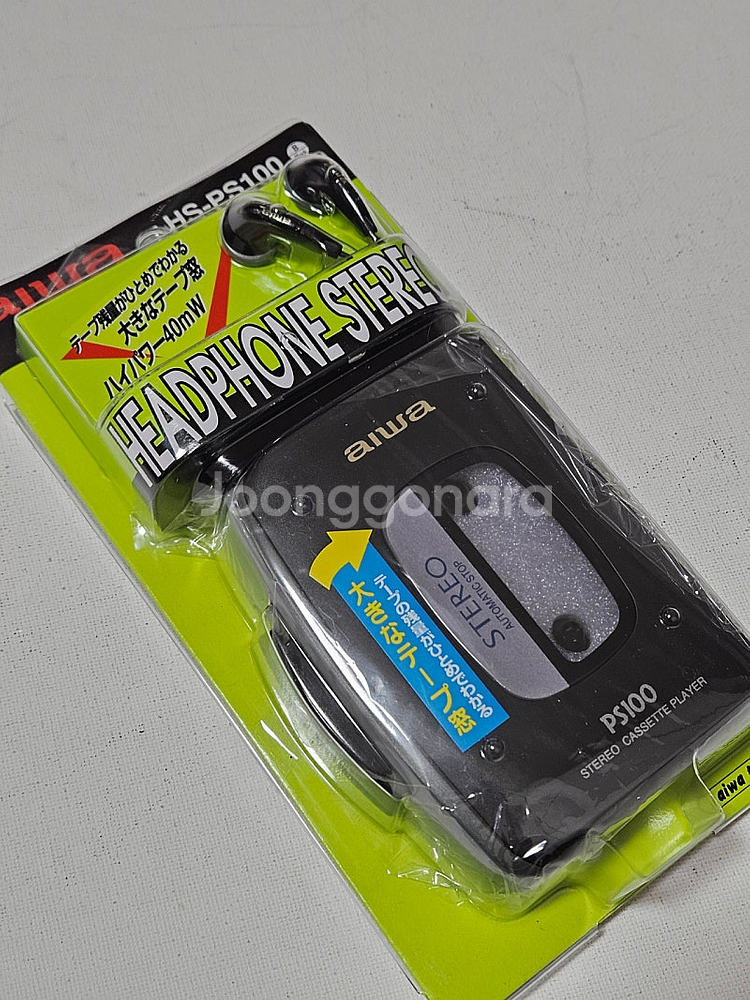 HS-PS100
aiwa
テープ残量がひとめでわかる
大きなテープ窓
ハイパワー40mW
HEADPHONE STEREO
aiwa
Joonggonara
STEREO
AUTOMATIC STOP
テープの残量がひとめでわかる
大きなテープ窓
PS100
STEREO CASSETTE PLAYER
aiwa